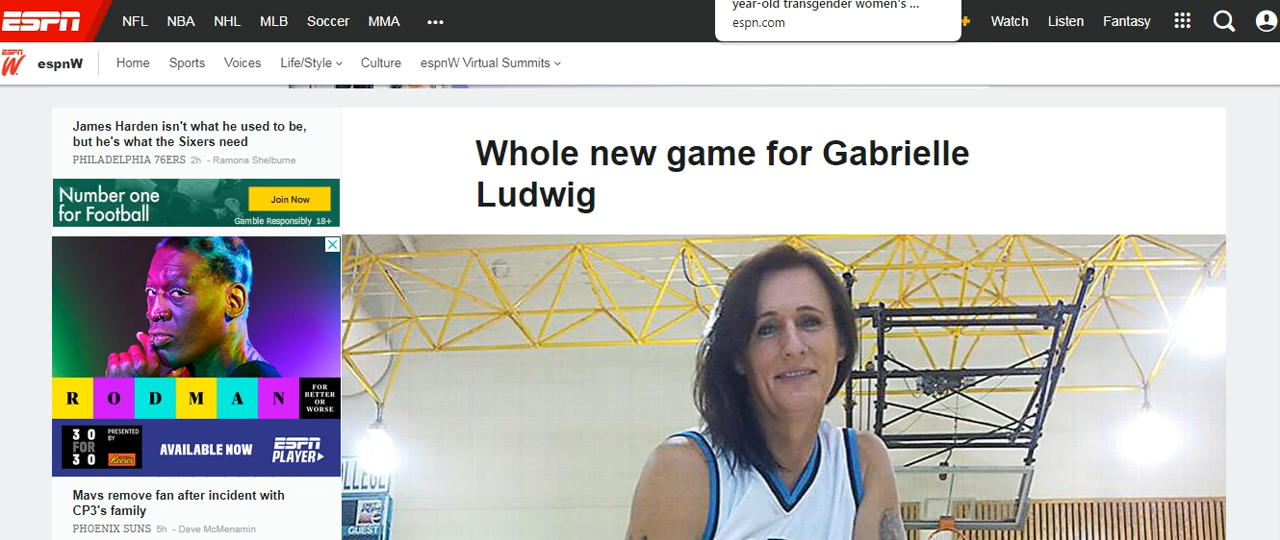 year-old transgender women's ...
espn.com
ESPN
NFL
NBA
NHL
MLB
Soccer
MMA
•••
+
Watch
Listen
Fantasy
ESPN
W
espnW
Home
Sports
Voices
Life/Style
Culture
espnW Virtual Summits
James Harden isn't what he used to be,
but he's what the Sixers need
PHILADELPHIA 76ERS 2h - Ramona Shelburne
Number one
for Football
Join Now
Gamble Responsibly 18+
RODMAN
FOR
BETTER
OR
WORSE
30
FOR
30
PRESENTED
BY
Reese's
AVAILABLE NOW
ESPN
PLAYER
Mavs remove fan after incident with
CP3's family
PHOENIX SUNS 5h - Dave McMenamin
Whole new game for Gabrielle
Ludwig
LLEGE
GUEST